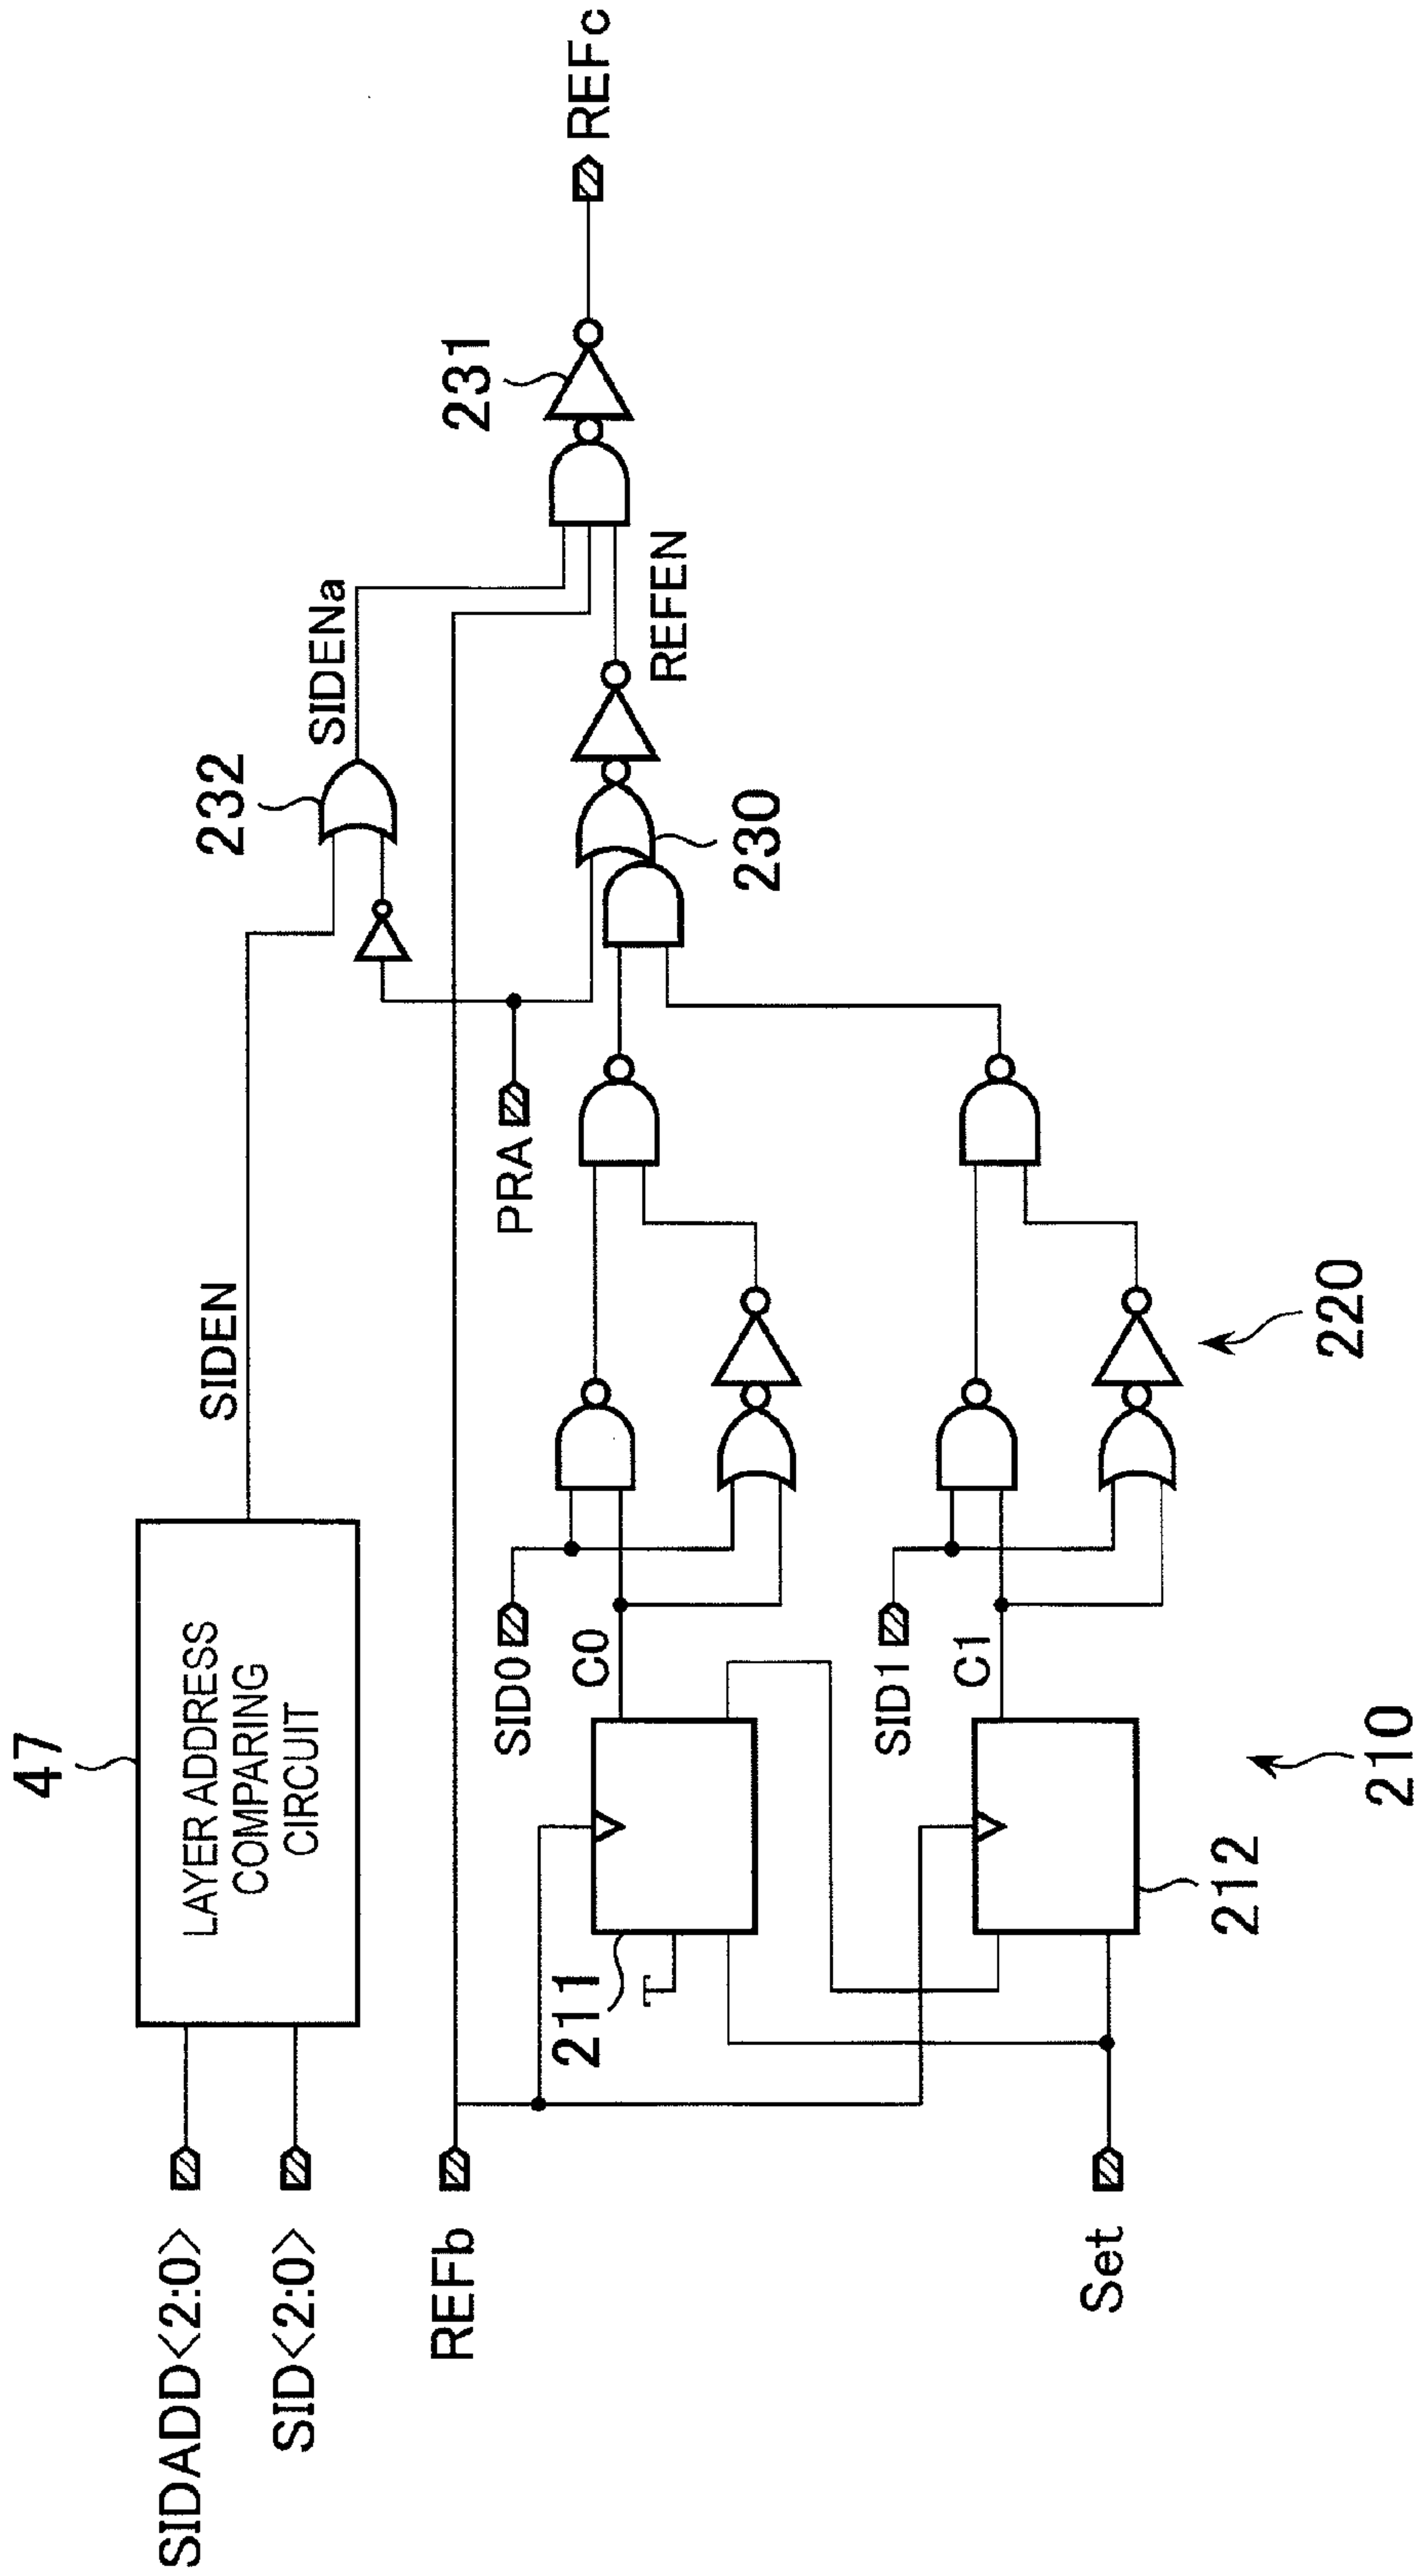 47
LAYER ADDRESS
COMPARING
CIRCUIT
SIDADD<2:0>
SID<2:0>
SIDEN
232
SIDENa
REFb
PRA
231
REFc
REFEN
230
211
SID0
C0
SID1
C1
220
Set
212
210